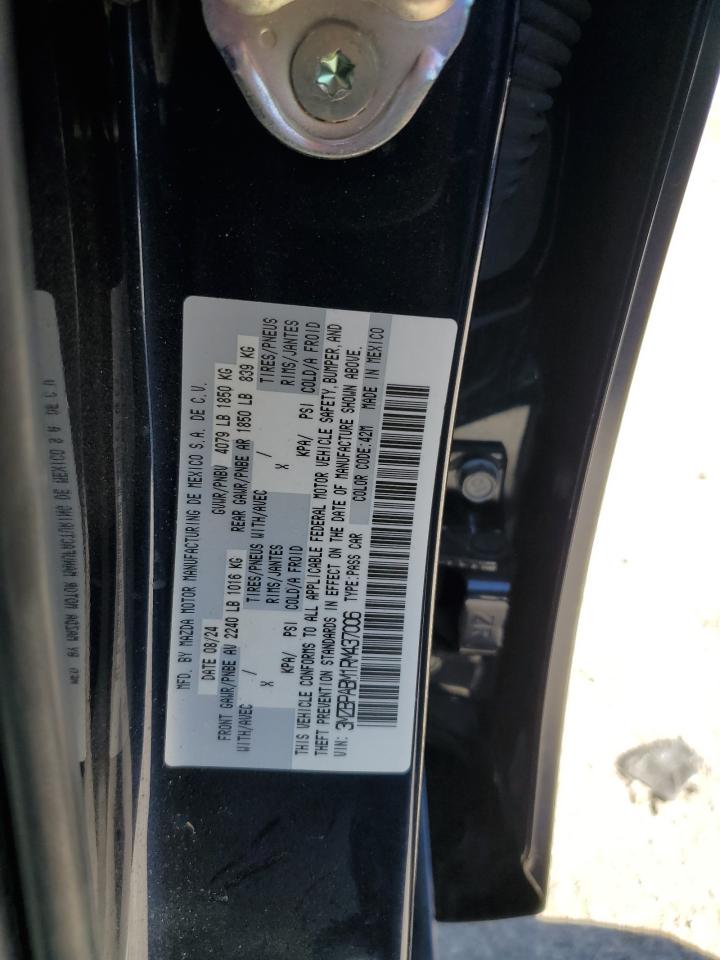 MFD. BY MAZDA MOTOR MANUFACTURING DE MEXICO S.A. DE C.V.
DATE 08/24 GVWR/PNBV 4079 LB 1850 KG
FRONT GAWR/PNBE AV 2240 LB 1016 KG REAR GAWR/PNBE AR 1850 LB 839 KG
WITH/AVEC / TIRES/PNEUS WITH/AVEC / TIRES/PNEUS
X RIMS/JANTES X RIMS/JANTES
KPA/ PSI COLD/A FROID KPA/ PSI COLD/A FROID
THIS VEHICLE CONFORMS TO ALL APPLICABLE FEDERAL MOTOR VEHICLE SAFETY, BUMPER, AND
THEFT PREVENTION STANDARDS IN EFFECT ON THE DATE OF MANUFACTURE SHOWN ABOVE.
VIN: 3MZBPABM1RM437006 TYPE:PASS CAR COLOR CODE:42M MADE IN MEXICO